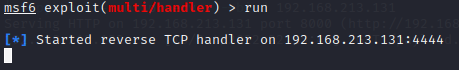 msf6 exploit(multi/handler) > run
[*] Started reverse TCP handler on 192.168.213.131:4444